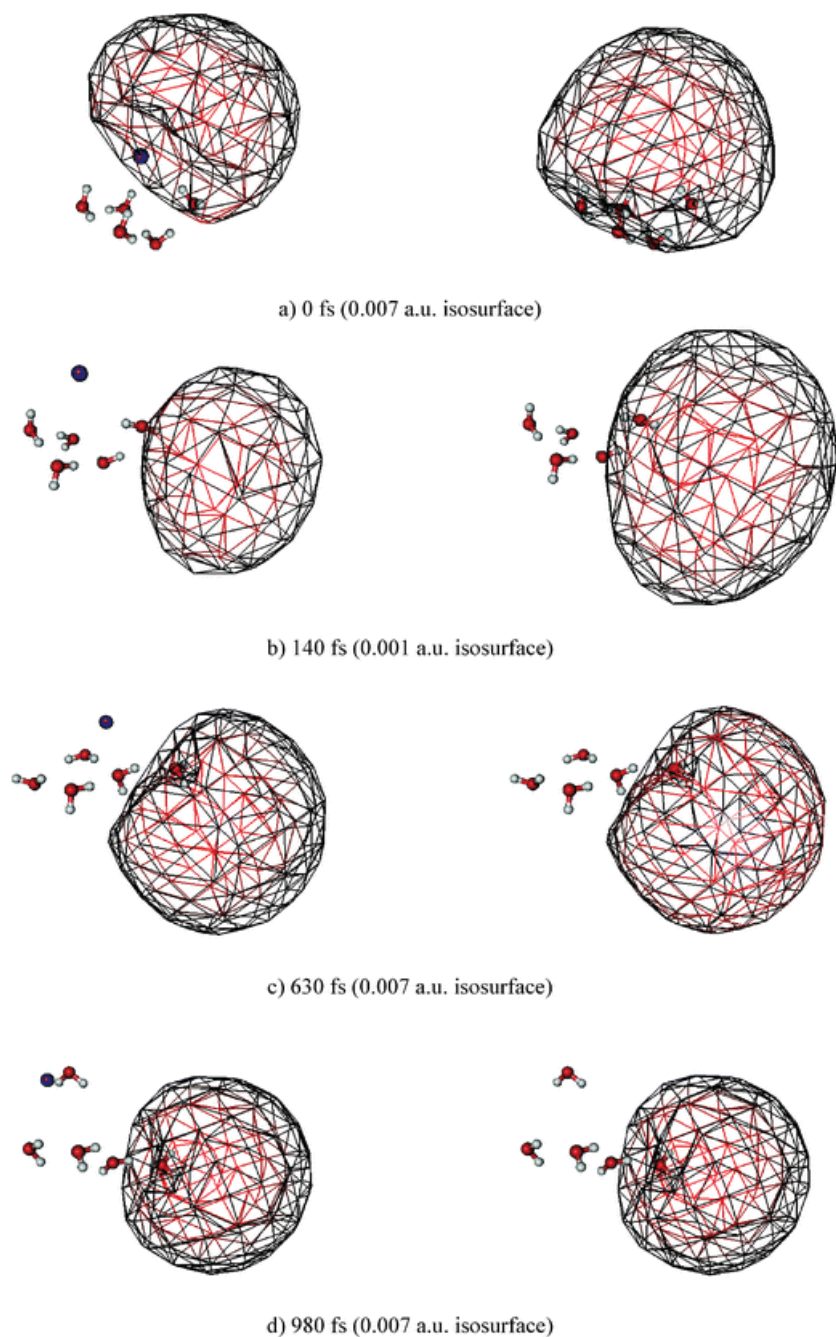 a) 0 fs (0.007 a.u. isosurface)
b) 140 fs (0.001 a.u. isosurface)
c) 630 fs (0.007 a.u. isosurface)
d) 980 fs (0.007 a.u. isosurface)